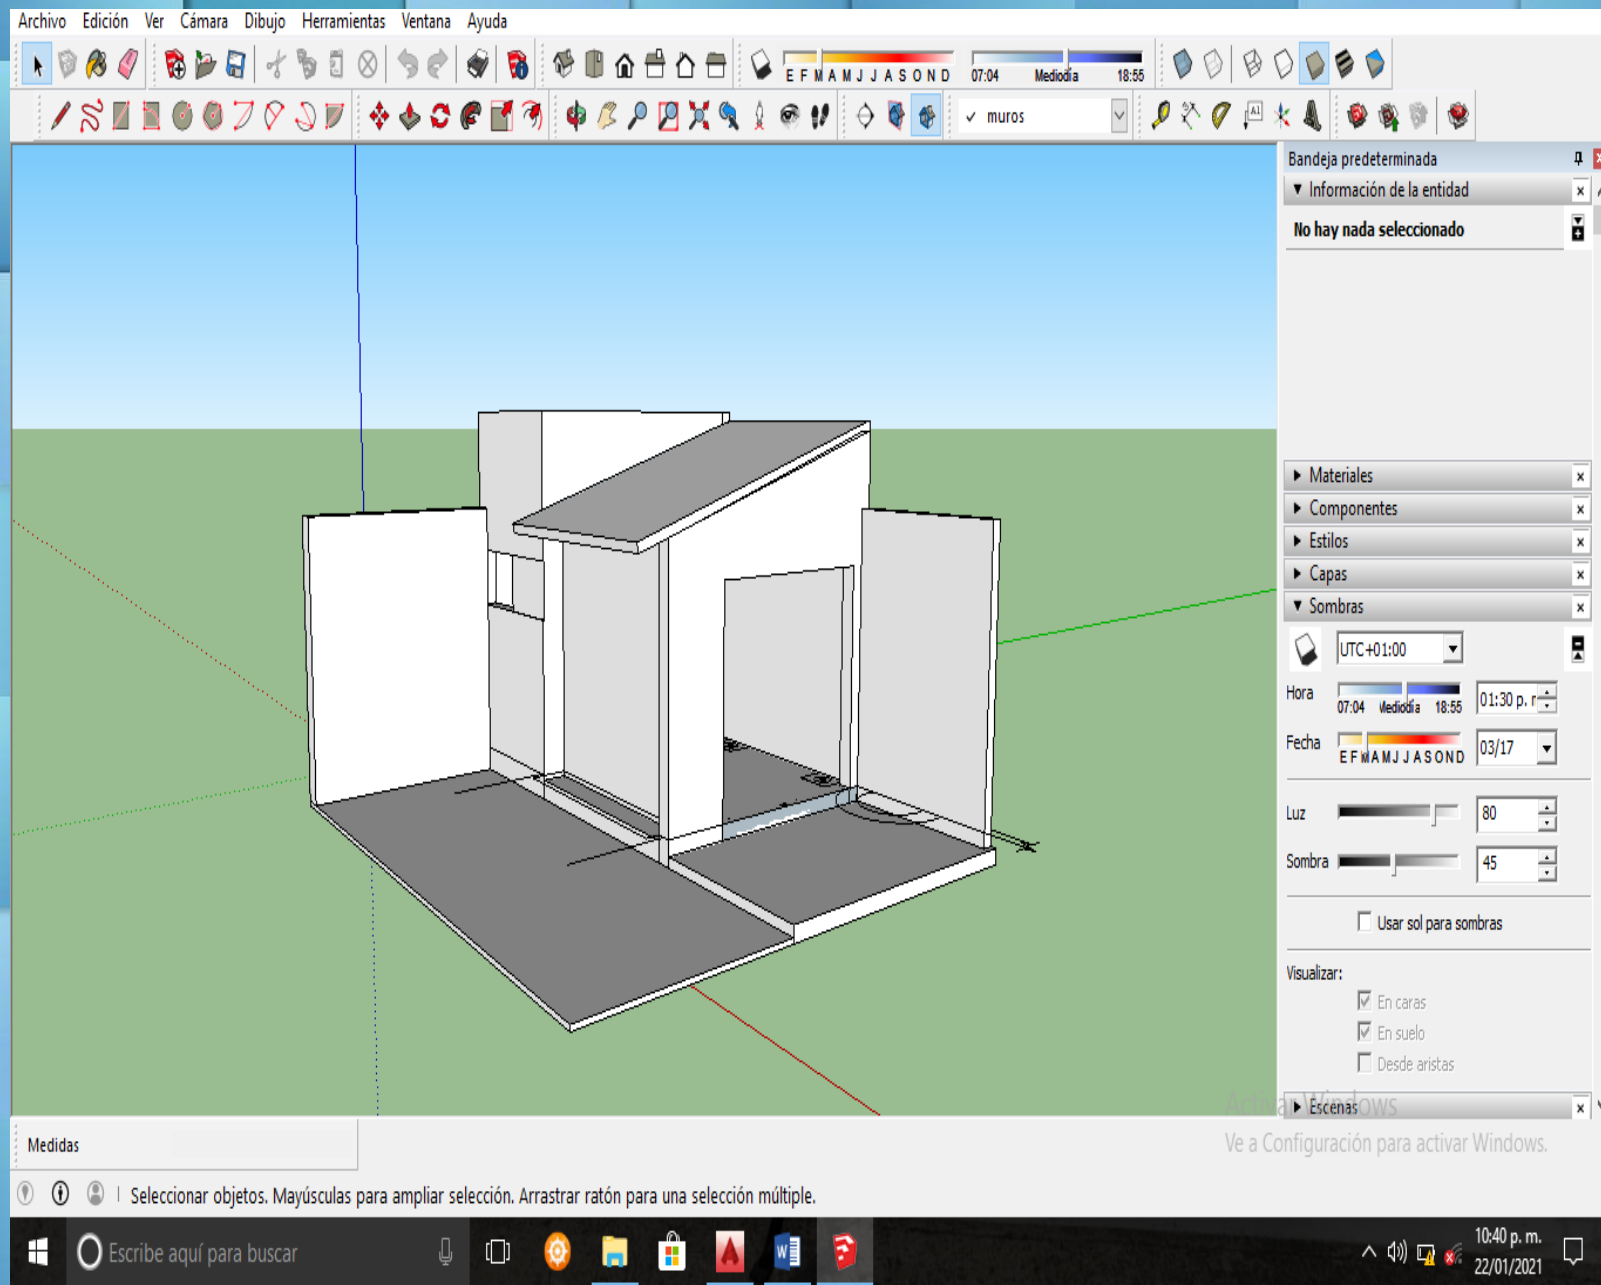 Archivo Edición Ver Cámara Dibujo Herramientas Ventana Ayuda
E F M A M J J A S O N D 07:04 Mediodía 18:55
✓ muros
Bandeja predeterminada
Información de la entidad
No hay nada seleccionado
Materiales
Componentes
Estilos
Capas
Sombras
UTC+01:00
Hora 07:04 Mediodía 18:55 01:30 p. r
Fecha E F M A M J J A S O N D 03/17
Luz 80
Sombra 45
Usar sol para sombras
Visualizar:
En caras
En suelo
Desde aristas
Escenas
Activar Windows
Ve a Configuración para activar Windows.
Medidas
Seleccionar objetos. Mayúsculas para ampliar selección. Arrastrar ratón para una selección múltiple.
Escribe aquí para buscar
10:40 p. m.
22/01/2021